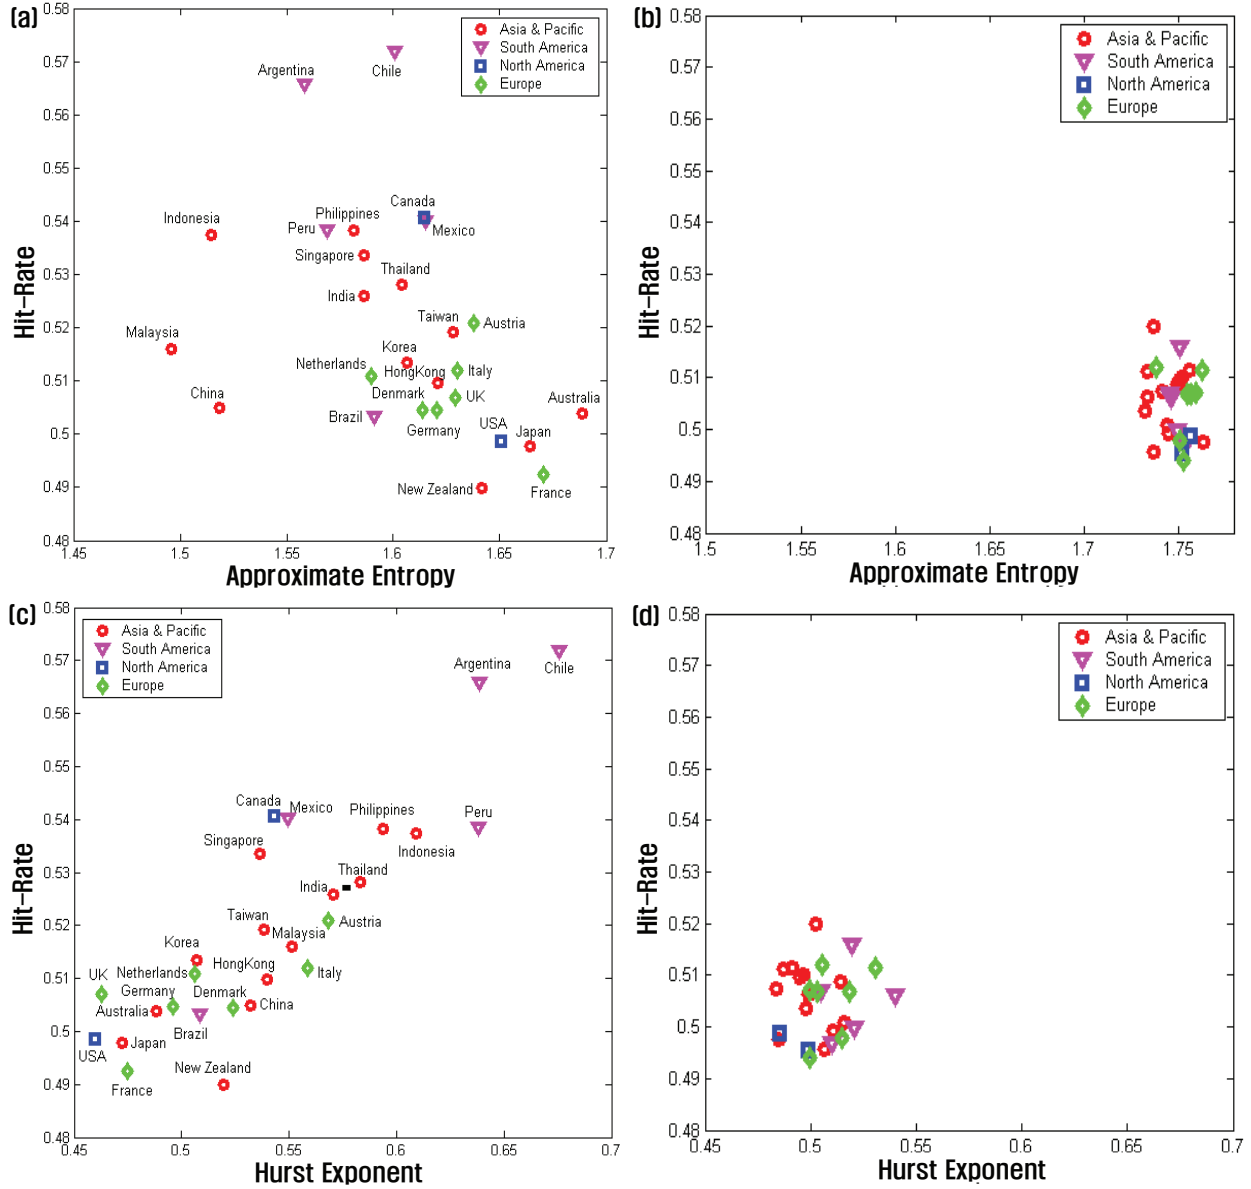 (a)
Hit-Rate
0.58
0.57
0.56
0.55
0.54
0.53
0.52
0.51
0.5
0.49
0.48
Asia & Pacific
South America
North America
Europe
Argentina
Chile
Indonesia
Philippines
Canada
Peru
Mexico
Singapore
Thailand
India
Malaysia
Taiwan
Austria
Korea
Netherlands
HongKong
Italy
China
Denmark
UK
Australia
Brazil
Germany
USA
Japan
New Zealand
France
1.45
1.5
1.55
1.6
1.65
1.7
Approximate Entropy
(b)
Hit-Rate
0.58
0.57
0.56
0.55
0.54
0.53
0.52
0.51
0.5
0.49
0.48
Asia & Pacific
South America
North America
Europe
1.5
1.55
1.6
1.65
1.7
1.75
Approximate Entropy
(c)
Hit-Rate
0.58
0.57
0.56
0.55
0.54
0.53
0.52
0.51
0.5
0.49
0.48
Asia & Pacific
South America
North America
Europe
Argentina
Chile
Canada
Mexico
Philippines
Peru
Singapore
Indonesia
Thailand
India
Taiwan
Austria
Malaysia
Korea
HongKong
UK
Netherlands
Italy
Germany
Denmark
Australia
China
Brazil
USA
Japan
New Zealand
France
0.45
0.5
0.55
0.6
0.65
0.7
Hurst Exponent
(d)
Hit-Rate
0.58
0.57
0.56
0.55
0.54
0.53
0.52
0.51
0.5
0.49
0.48
Asia & Pacific
South America
North America
Europe
0.45
0.5
0.55
0.6
0.65
0.7
Hurst Exponent